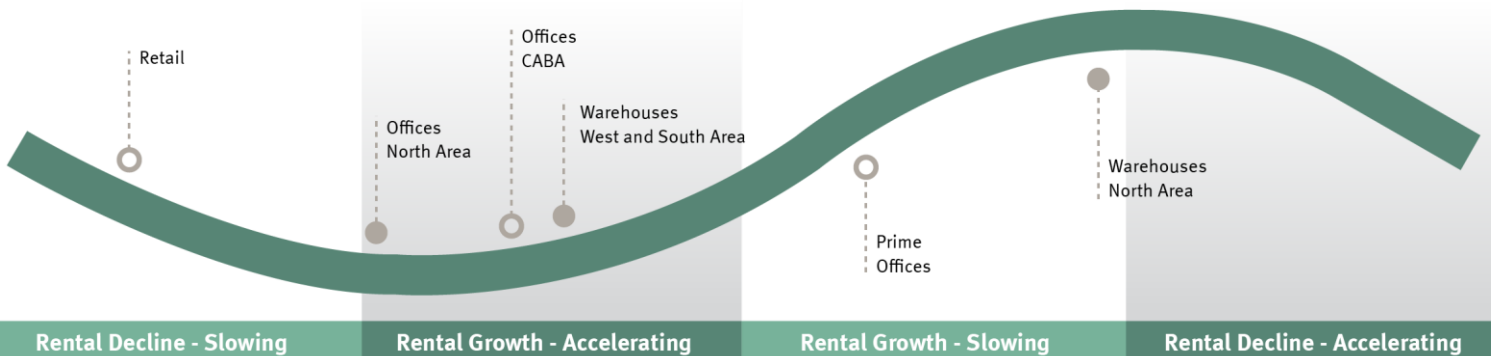 Retail
Offices
North Area
Offices
CABA
Warehouses
West and South Area
Prime
Offices
Warehouses
North Area
Rental Decline - Slowing
Rental Growth - Accelerating
Rental Growth - Slowing
Rental Decline - Accelerating